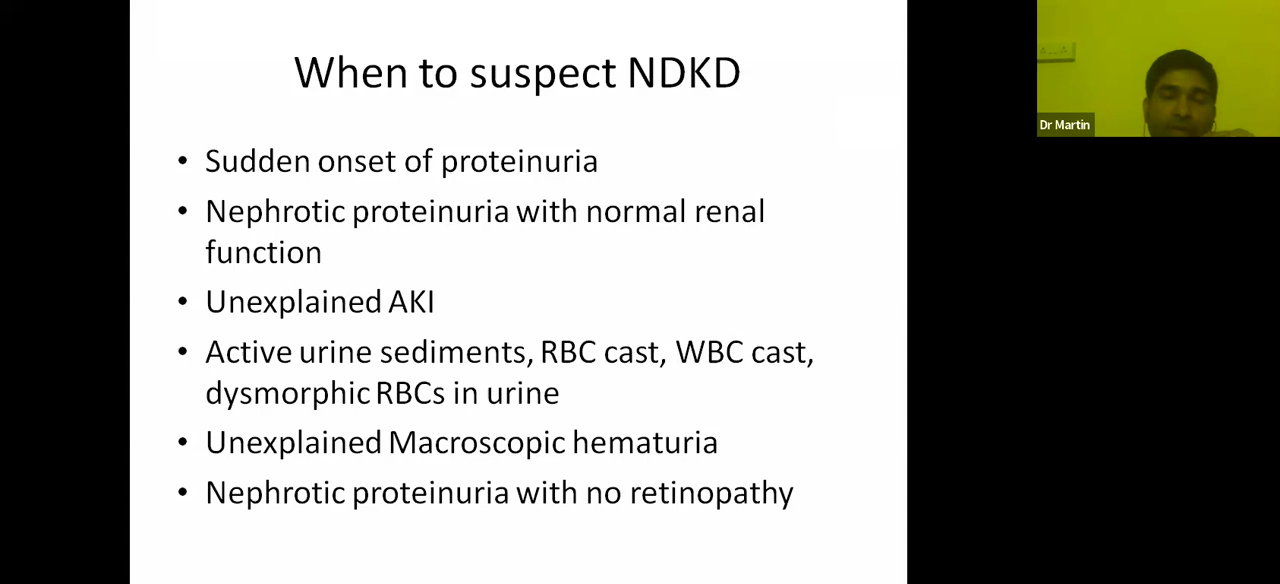 When to suspect NDKD
• Sudden onset of proteinuria
• Nephrotic proteinuria with normal renal
function
• Unexplained AKI
• Active urine sediments, RBC cast, WBC cast,
dysmorphic RBCs in urine
• Unexplained Macroscopic hematuria
• Nephrotic proteinuria with no retinopathy
Dr Martin